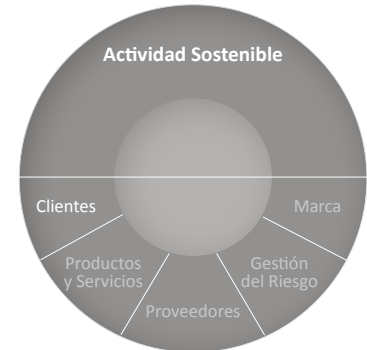 Actividad Sostenible
Clientes
Marca
Productos
y Servicios
Gestión
del Riesgo
Proveedores